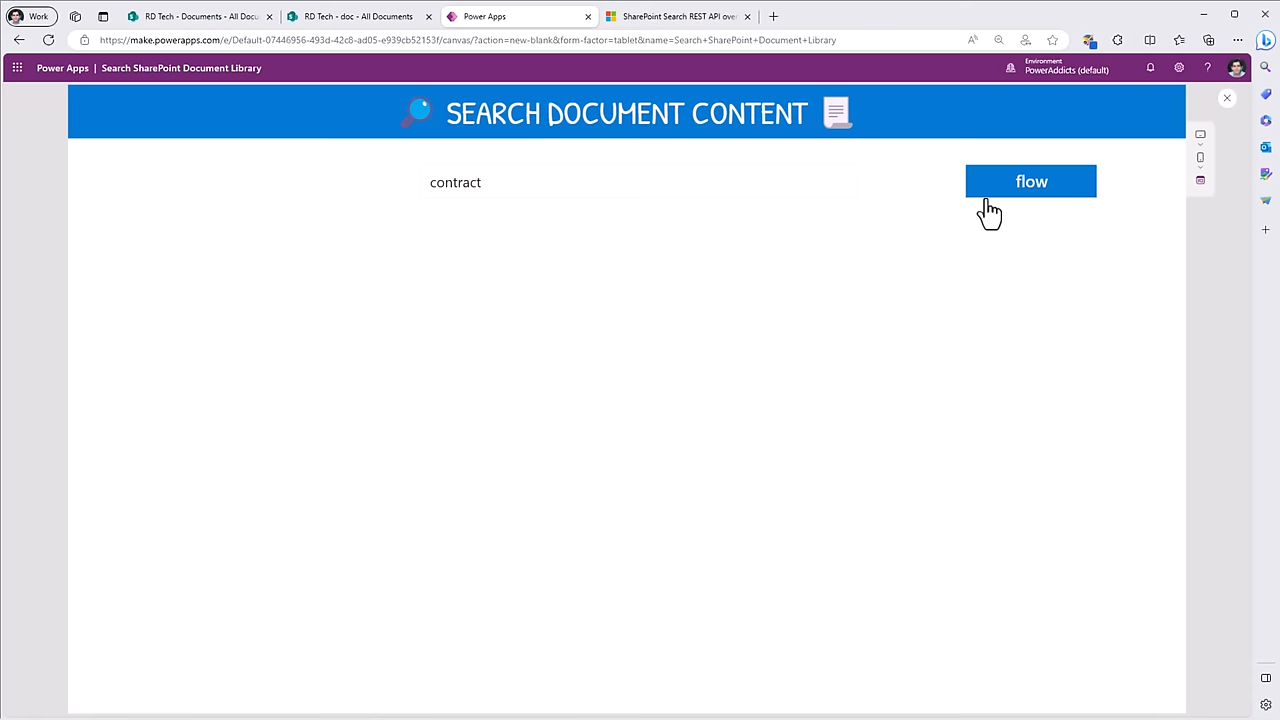 Work
RD Tech - Documents - All Docu
RD Tech - doc - All Documents
Power Apps
SharePoint Search REST API over
https://make.powerapps.com/e/Default-07446956-493d-42c8-ad05-e939cb52153f/canvas/?action=new-blank&form-factor=tablet&name=Search+SharePoint+Document+Library
Power Apps | Search SharePoint Document Library
Environment
PowerAddicts (default)
SEARCH DOCUMENT CONTENT
contract
flow